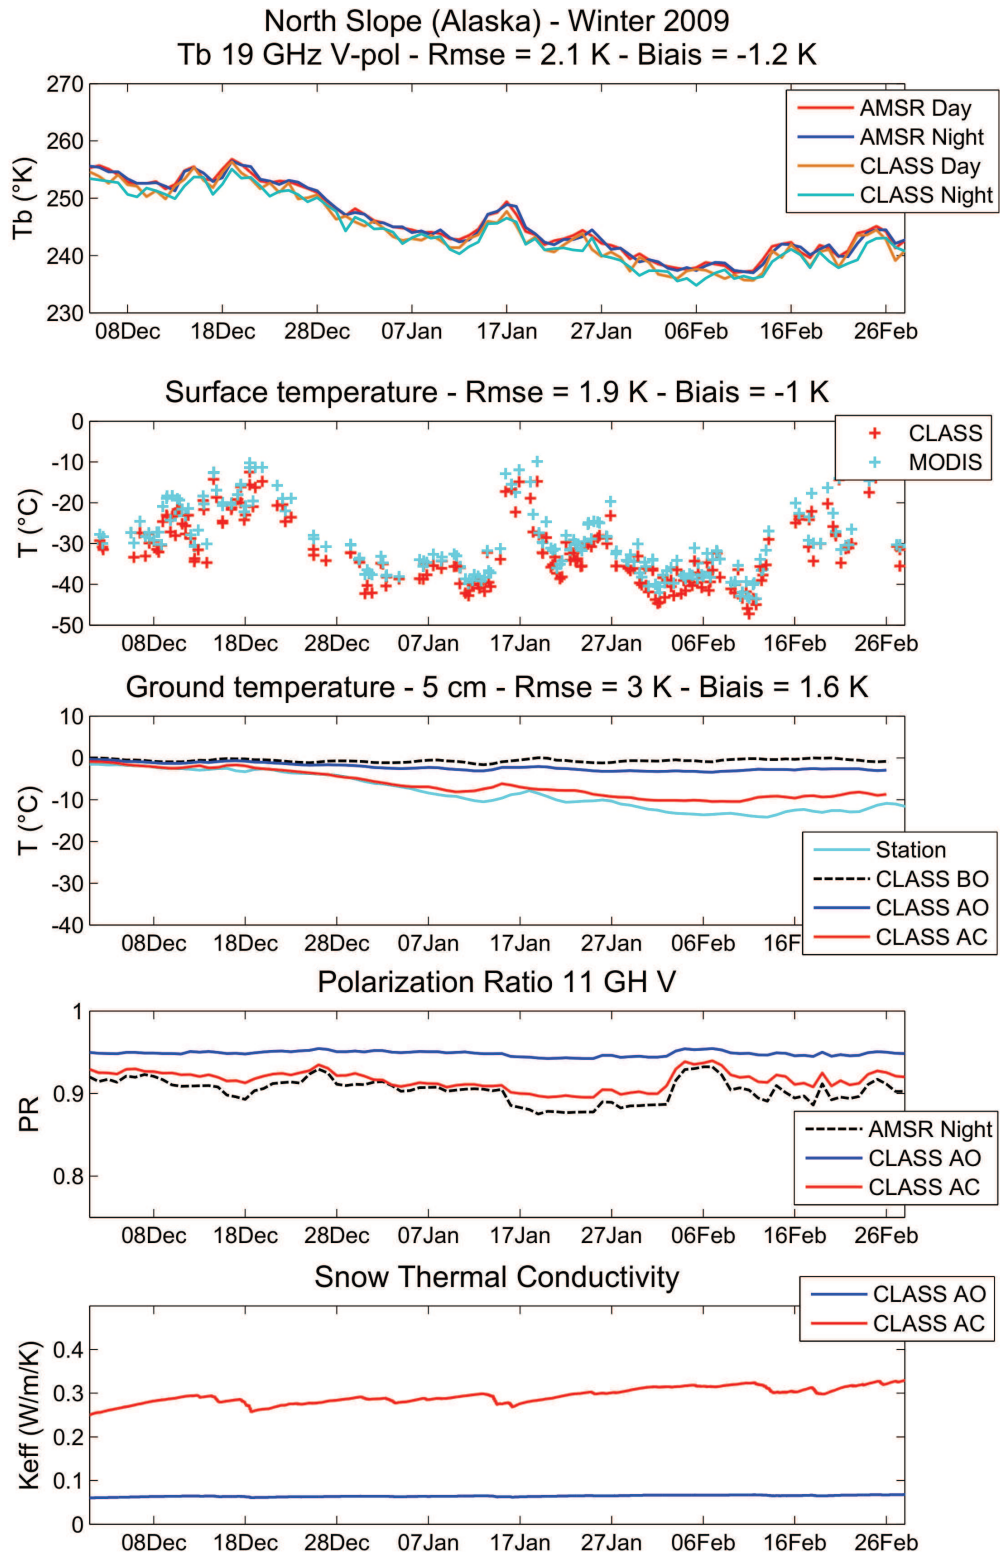 North Slope (Alaska) - Winter 2009
Tb 19 GHz V-pol - Rmse = 2.1 K - Biais = -1.2 K
270
260
250
240
230
Tb (°K)
AMSR Day
AMSR Night
CLASS Day
CLASS Night
08Dec 18Dec 28Dec 07Jan 17Jan 27Jan 06Feb 16Feb 26Feb
Surface temperature - Rmse = 1.9 K - Biais = -1 K
0
-10
-20
-30
-40
-50
T (°C)
CLASS
MODIS
08Dec 18Dec 28Dec 07Jan 17Jan 27Jan 06Feb 16Feb 26Feb
Ground temperature - 5 cm - Rmse = 3 K - Biais = 1.6 K
10
0
-10
-20
-30
-40
T (°C)
Station
CLASS BO
CLASS AO
CLASS AC
08Dec 18Dec 28Dec 07Jan 17Jan 27Jan 06Feb 16F
Polarization Ratio 11 GH V
1
0.9
0.8
PR
AMSR Night
CLASS AO
CLASS AC
08Dec 18Dec 28Dec 07Jan 17Jan 27Jan 06Feb 16Feb 26Feb
Snow Thermal Conductivity
CLASS AO
CLASS AC
0.4
0.3
0.2
0.1
0
Keff (W/m/K)
08Dec 18Dec 28Dec 07Jan 17Jan 27Jan 06Feb 16Feb 26Feb